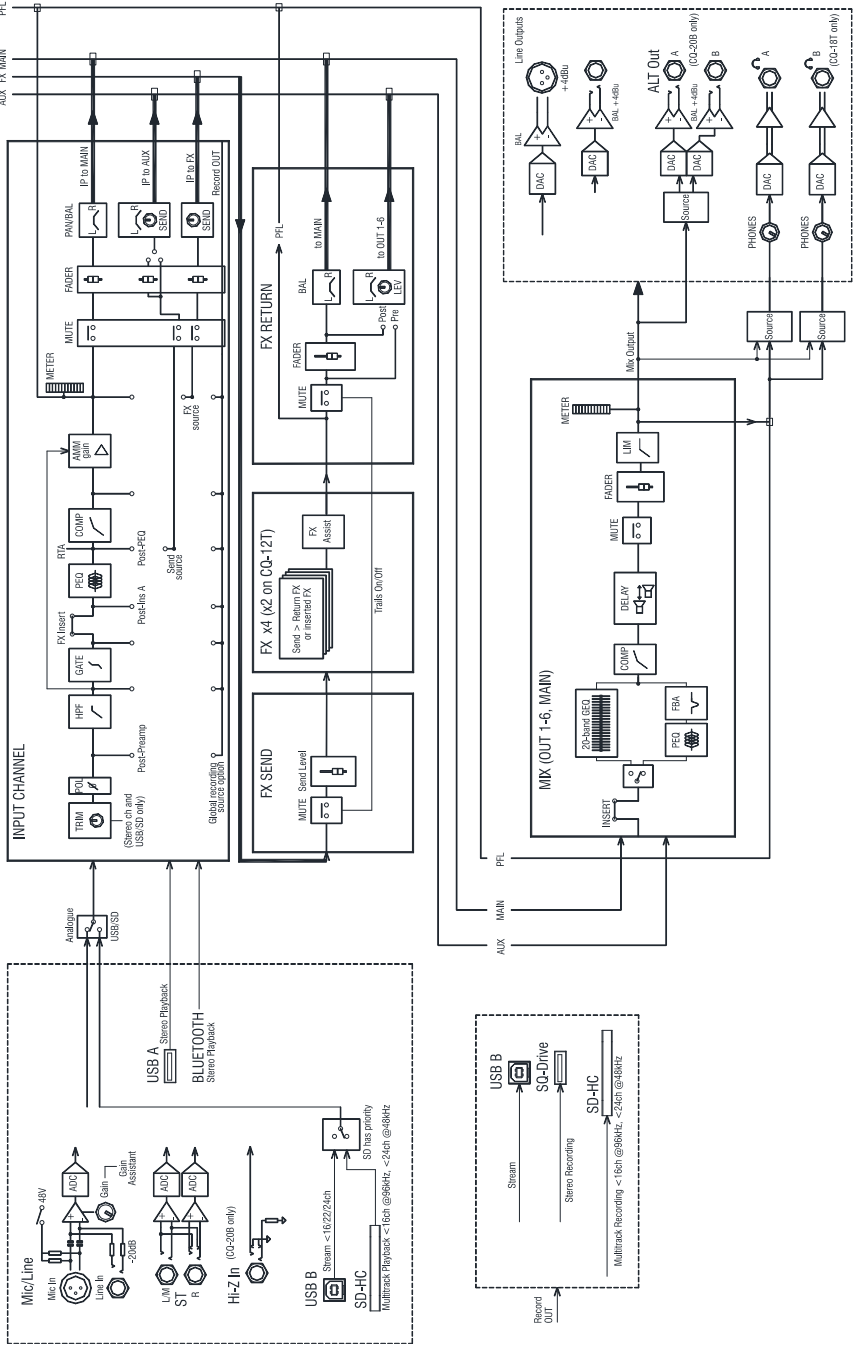 PFL
FX MAIN
AUX
INPUT CHANNEL
TRIM
(Stereo ch and
USB/SD only)
POL
Post-Preamp
HPF
GATE
FX Insert
Post-Ins A
PEQ
RTA
Post-PEQ
COMP
Send
source
AMM
gain
METER
FX
source
MUTE
FADER
PAN/BAL
L
R
IP to MAIN
L
R
SEND
IP to AUX
SEND
IP to FX
Record OUT
Global recording
source option
FX SEND
MUTE
Send Level
FX x4 (x2 on CQ-12T)
Send > Return FX
or inserted FX
FX
Assist
Trails On/Off
FX RETURN
MUTE
FADER
Post
Pre
BAL
L
R
L
R
LEV
PFL
to MAIN
to OUT 1-6
Analogue
USB/SD
Mic/Line
Mic In
48V
Line In
-20dB
ADC
Gain
Gain
Assistant
L/M
ST
R
ADC
ADC
Hi-Z In
(CQ-20B only)
USB B
Stream <16/22/24ch
SD-HC
Multitrack Playback <16ch @96kHz, <24ch @48kHz
SD has priority
USB A
Stereo Playback
BLUETOOTH
Stereo Playback
Record
OUT
Stream
USB B
Stereo Recording
SQ-Drive
SD-HC
Multitrack Recording <16ch @96kHz, <24ch @48kHz
AUX
MAIN
PFL
MIX (OUT 1-6, MAIN)
INSERT
20-band GEQ
PEQ
FBA
COMP
DELAY
MUTE
FADER
LIM
METER
Mix Output
Source
Source
Line Outputs
DAC
BAL
+4dBu
DAC
BAL +4dBu
ALT Out
A
(CQ-20B only)
B
Source
DAC
DAC
BAL +4dBu
PHONES
DAC
A
PHONES
DAC
B
(CQ-18T only)